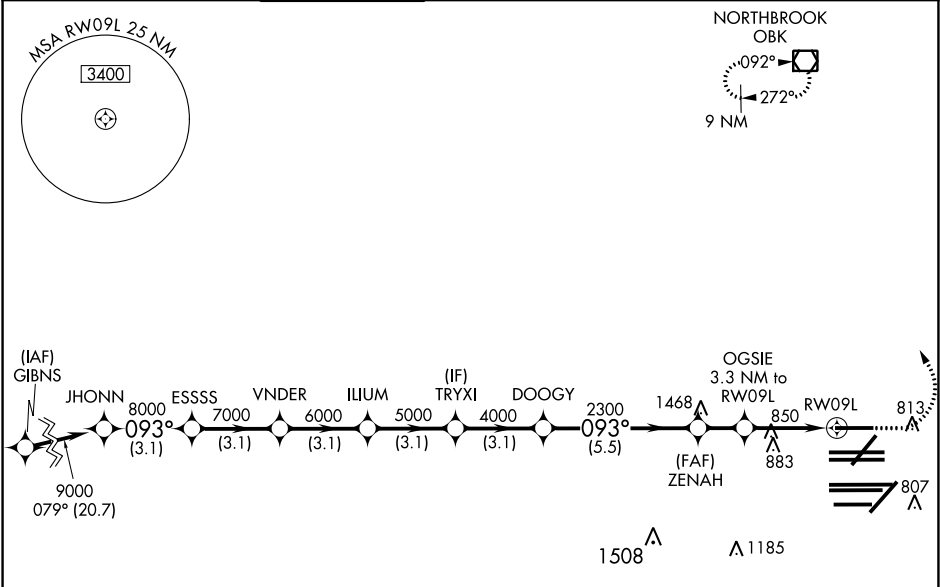 MSA RW09L 25 NM
3400
NORTHBROOK
OBK
092°
272°
9 NM
(IAF)
GIBNS
JHONN
8000
093°
(3.1)
ESSSS
7000
(3.1)
VNDER
6000
(3.1)
ILIUM
5000
(3.1)
(IF)
TRYXI
4000
(3.1)
DOOGY
2300
093°
(5.5)
1468
(FAF)
ZENAH
OGSIE
3.3 NM to
RW09L
850
883
RW09L
813
807
9000
079° (20.7)
1508
1185